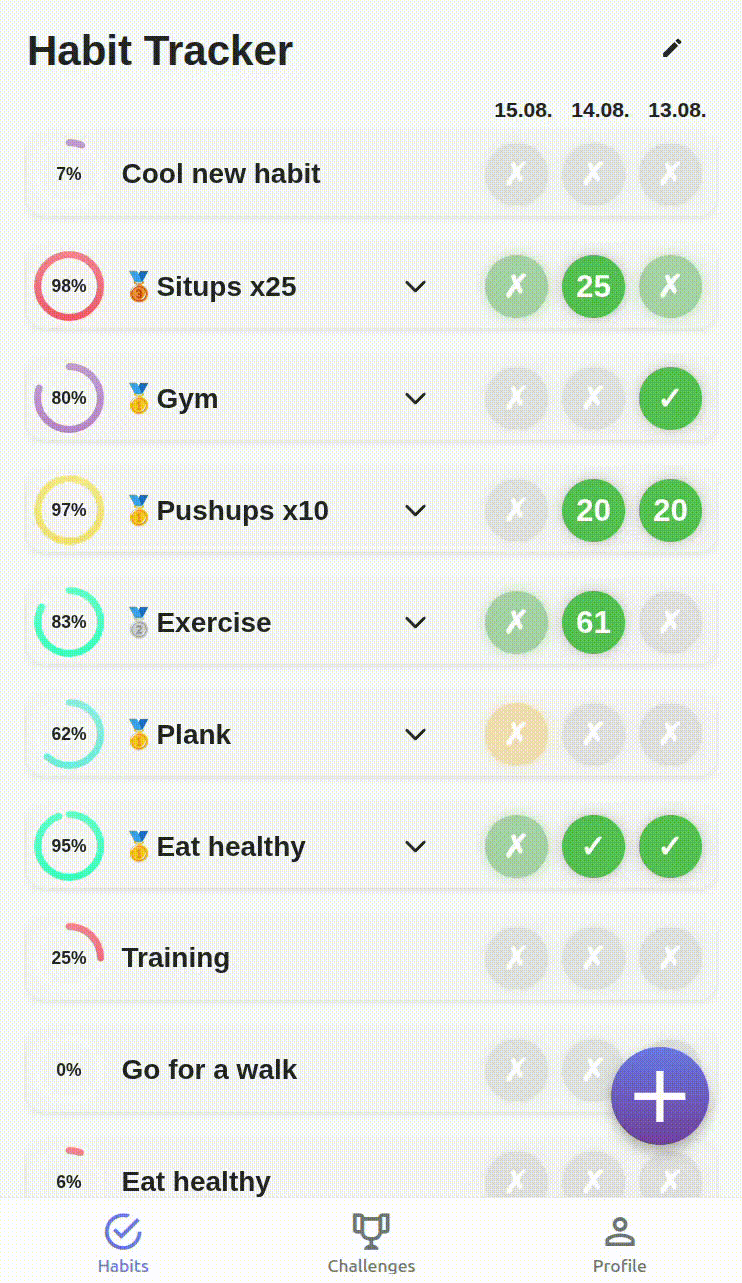 Habit Tracker
15.08. 14.08. 13.08.
7% Cool new habit ✗ ✗ ✗
98% 🥉 Situps x25 ✗ 25 ✗
80% 🥇 Gym ✗ ✗ ✓
97% 🥇 Pushups x10 ✗ 20 20
83% 🥈 Exercise ✗ 61 ✗
62% 🥇 Plank ✗ ✗ ✗
95% 🥇 Eat healthy ✗ ✓ ✓
25% Training ✗ ✗ ✗
0% Go for a walk ✗ ✗
6% Eat healthy ✗ ✗ ✗
Habits Challenges Profile